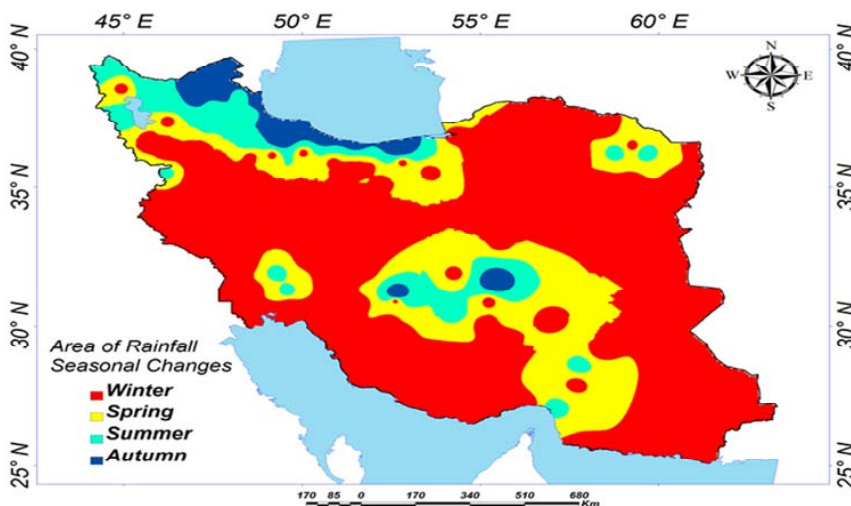 45° E 50° E 55° E 60° E
40° N 40° N
N
W E
S
35° N 35° N
30° N 30° N
Area of Rainfall
Seasonal Changes
Winter
Spring
Summer
Autumn
25° N 25° N
170 85 0 170 340 510 680
Km